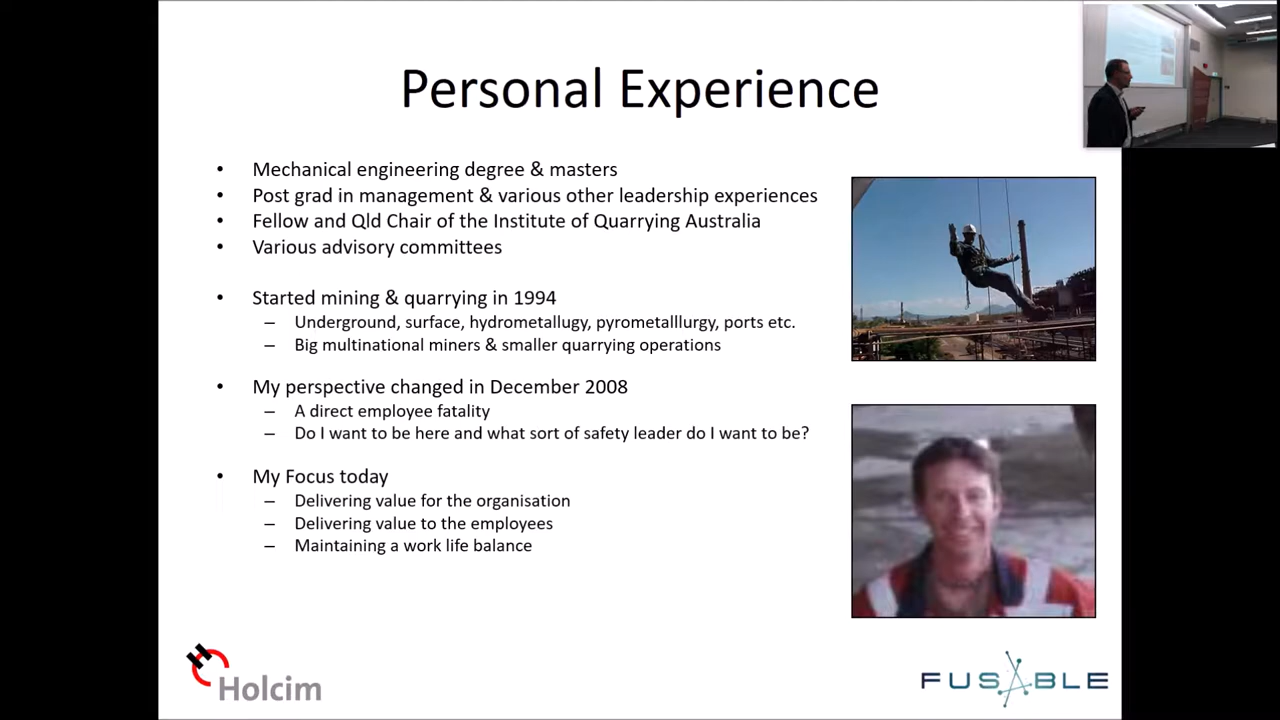 Personal Experience
• Mechanical engineering degree & masters
• Post grad in management & various other leadership experiences
• Fellow and Qld Chair of the Institute of Quarrying Australia
• Various advisory committees
• Started mining & quarrying in 1994
– Underground, surface, hydrometallugy, pyrometalllurgy, ports etc.
– Big multinational miners & smaller quarrying operations
• My perspective changed in December 2008
– A direct employee fatality
– Do I want to be here and what sort of safety leader do I want to be?
• My Focus today
– Delivering value for the organisation
– Delivering value to the employees
– Maintaining a work life balance
Holcim
FUSABLE